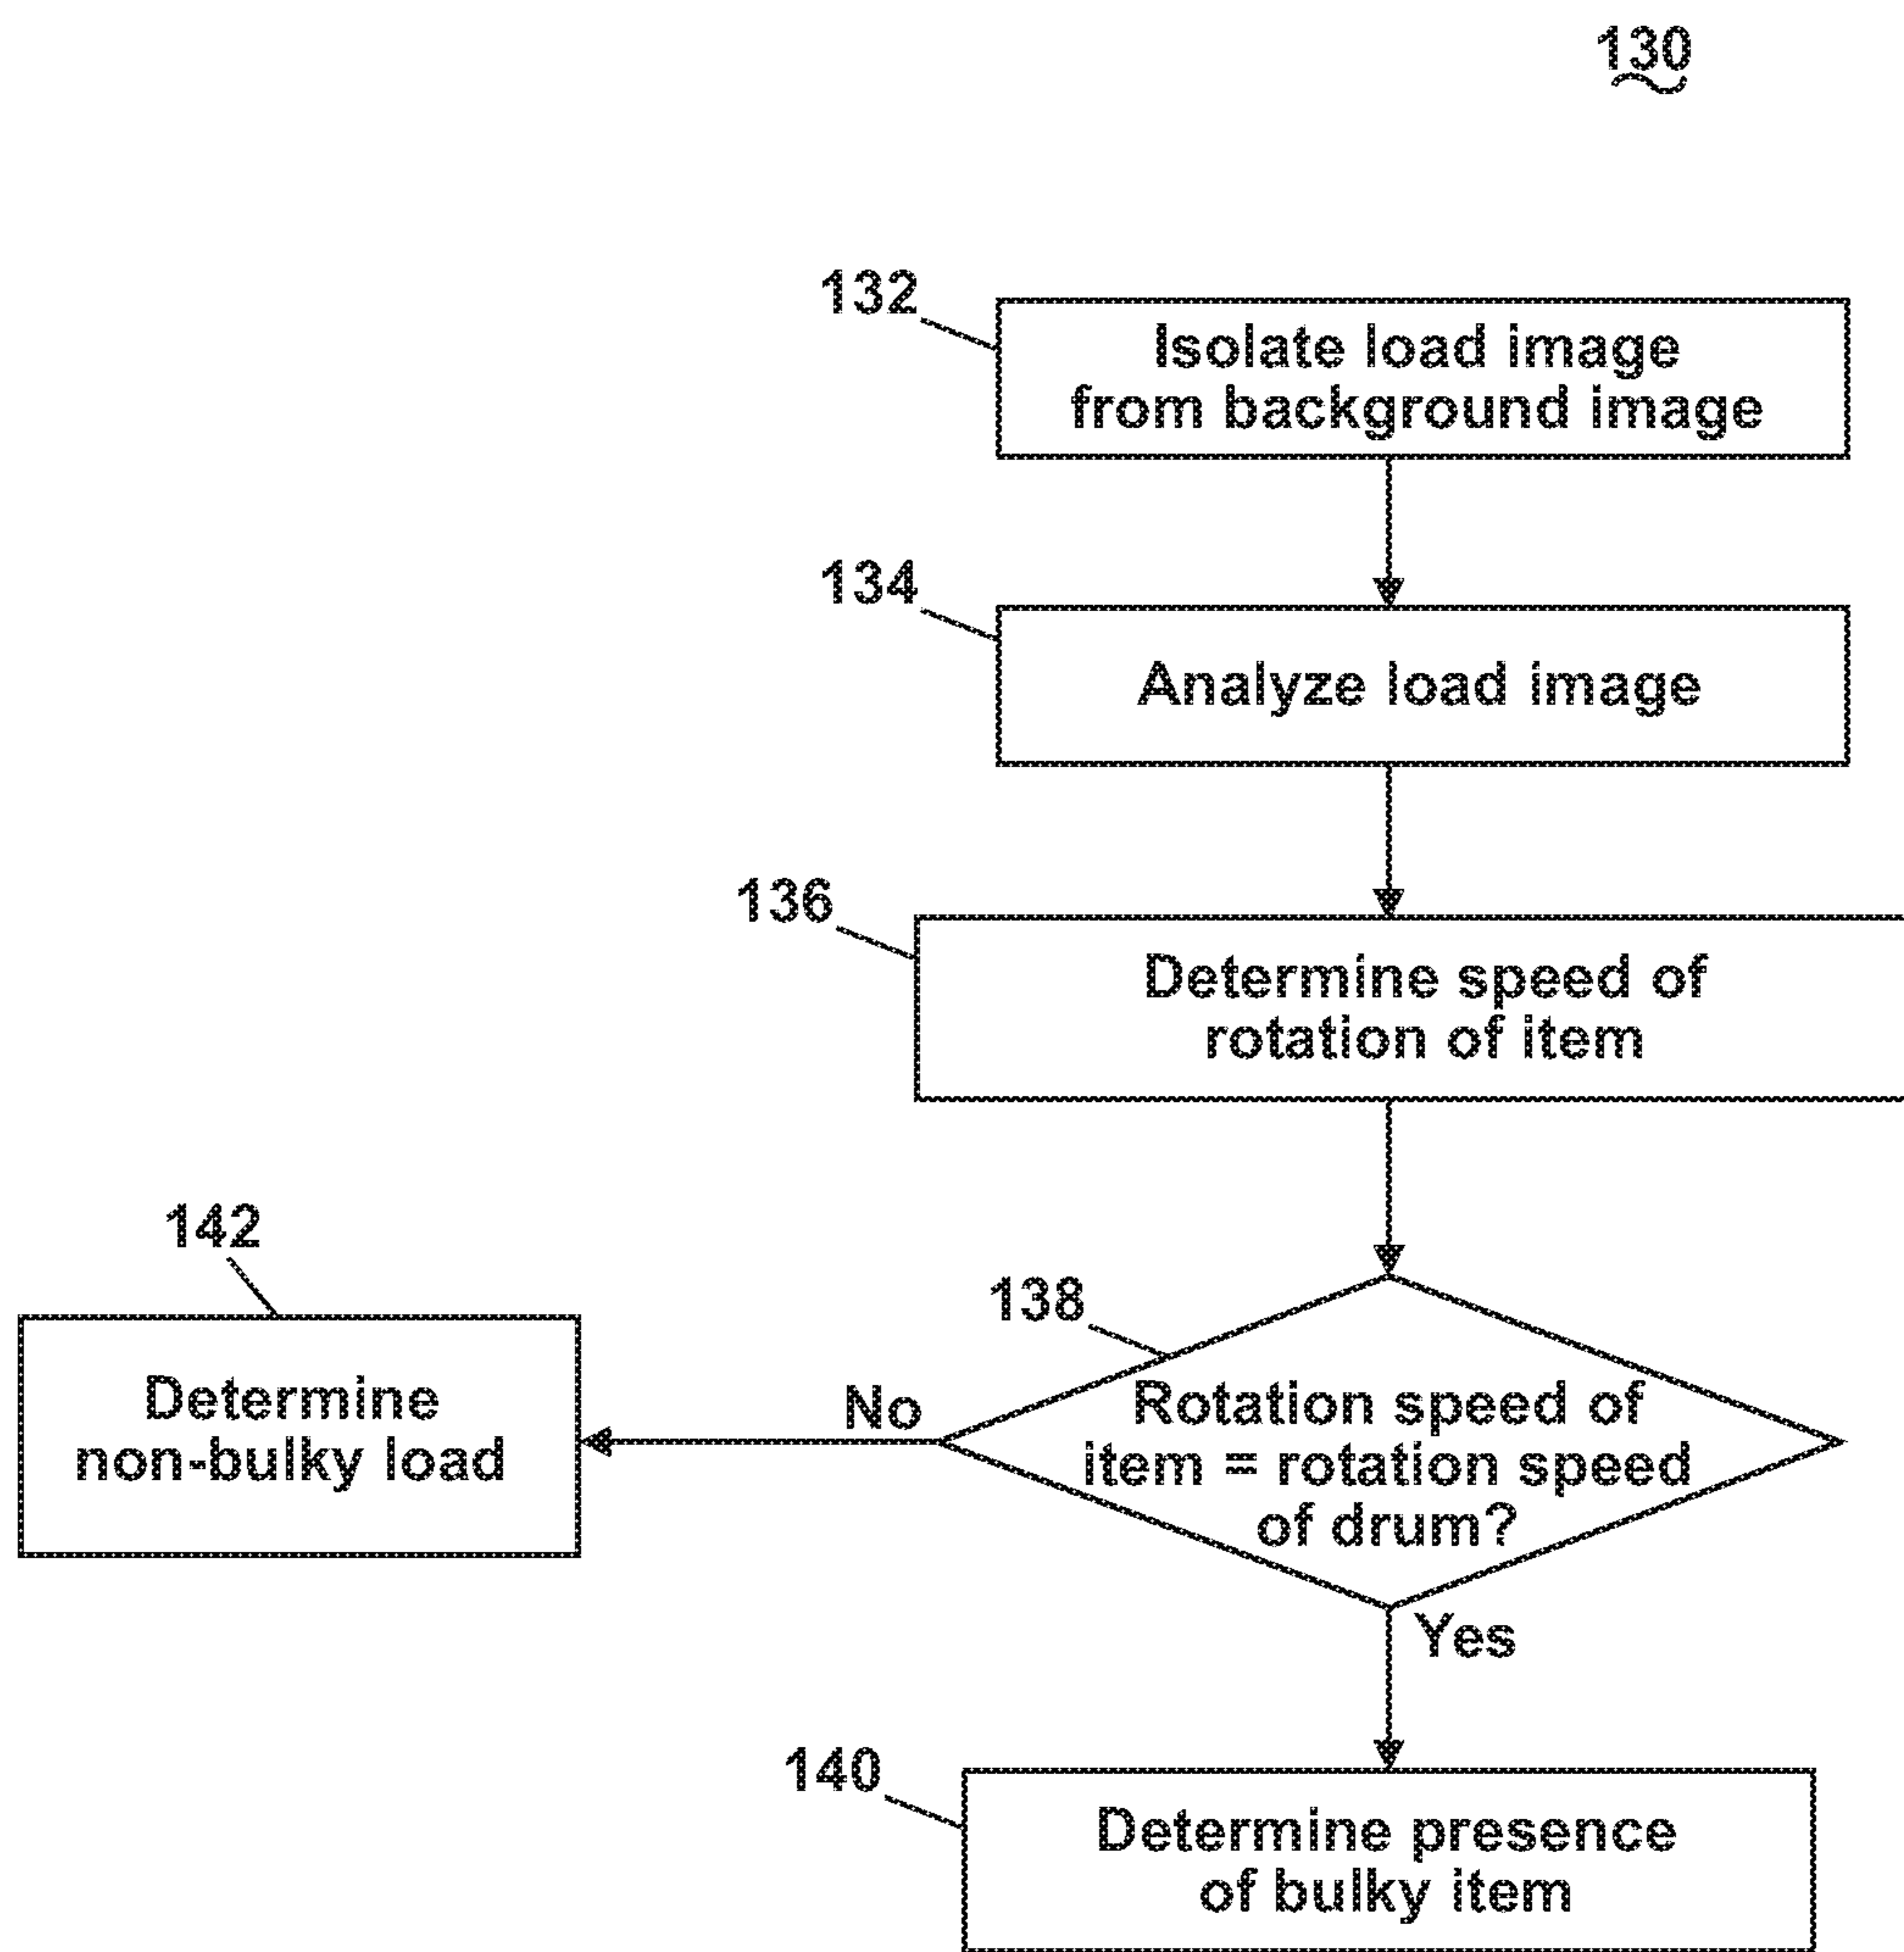 130
132
Isolate load image
from background image
134
Analyze load image
136
Determine speed of
rotation of item
142
Determine
non-bulky load
138
No
Rotation speed of
item = rotation speed
of drum?
Yes
140
Determine presence
of bulky item